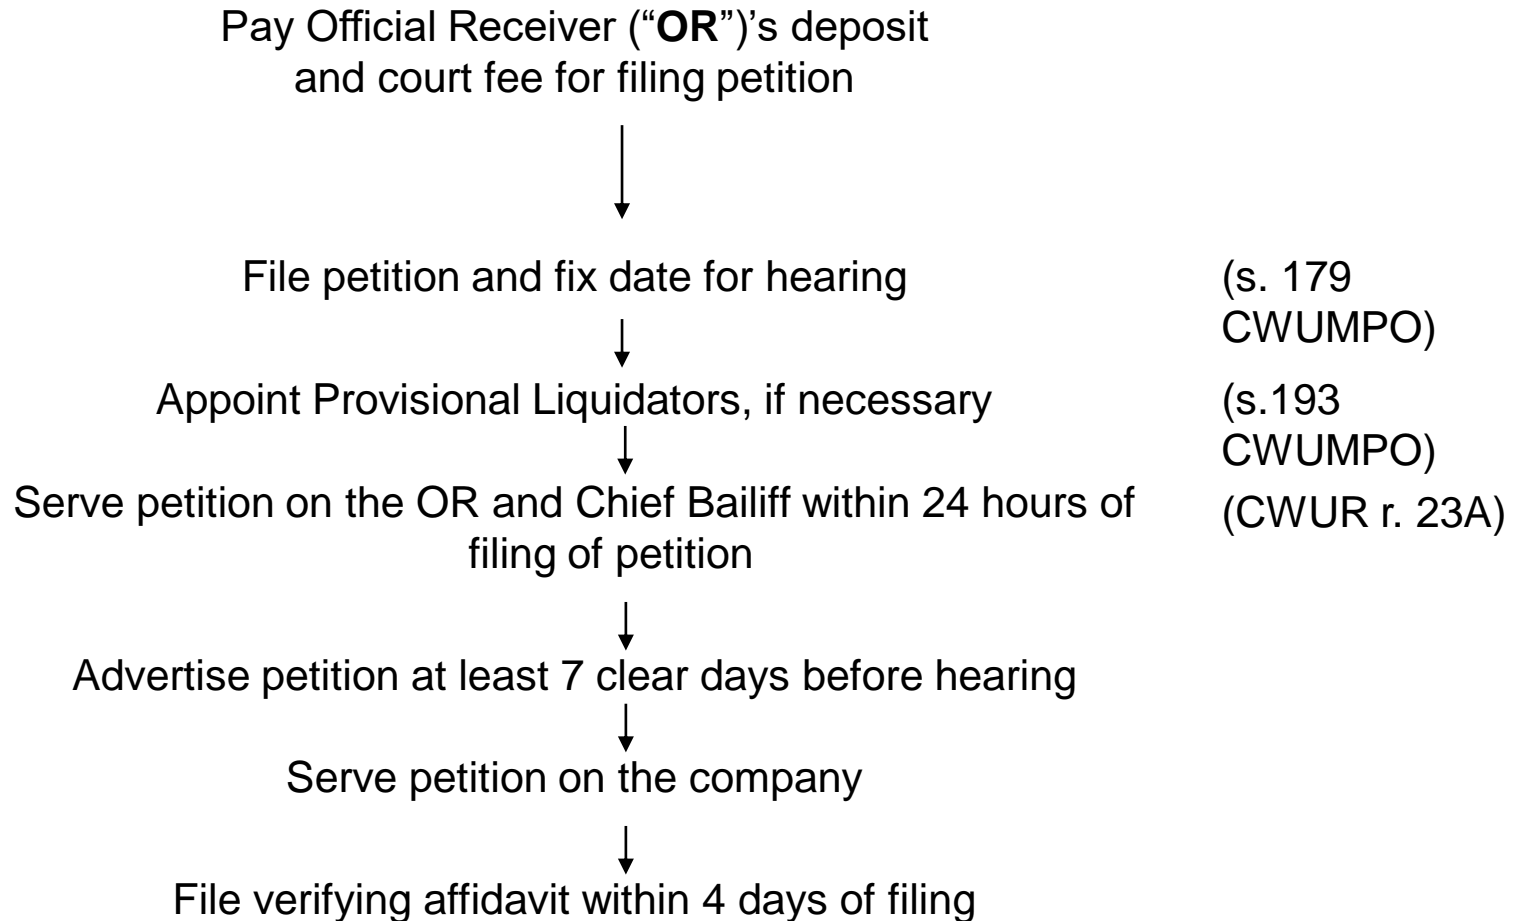 Pay Official Receiver (“OR”)’s deposit
and court fee for filing petition
File petition and fix date for hearing
(s. 179
CWUMPO)
Appoint Provisional Liquidators, if necessary
(s.193
CWUMPO)
Serve petition on the OR and Chief Bailiff within 24 hours of
filing of petition
(CWUR r. 23A)
Advertise petition at least 7 clear days before hearing
Serve petition on the company
File verifying affidavit within 4 days of filing